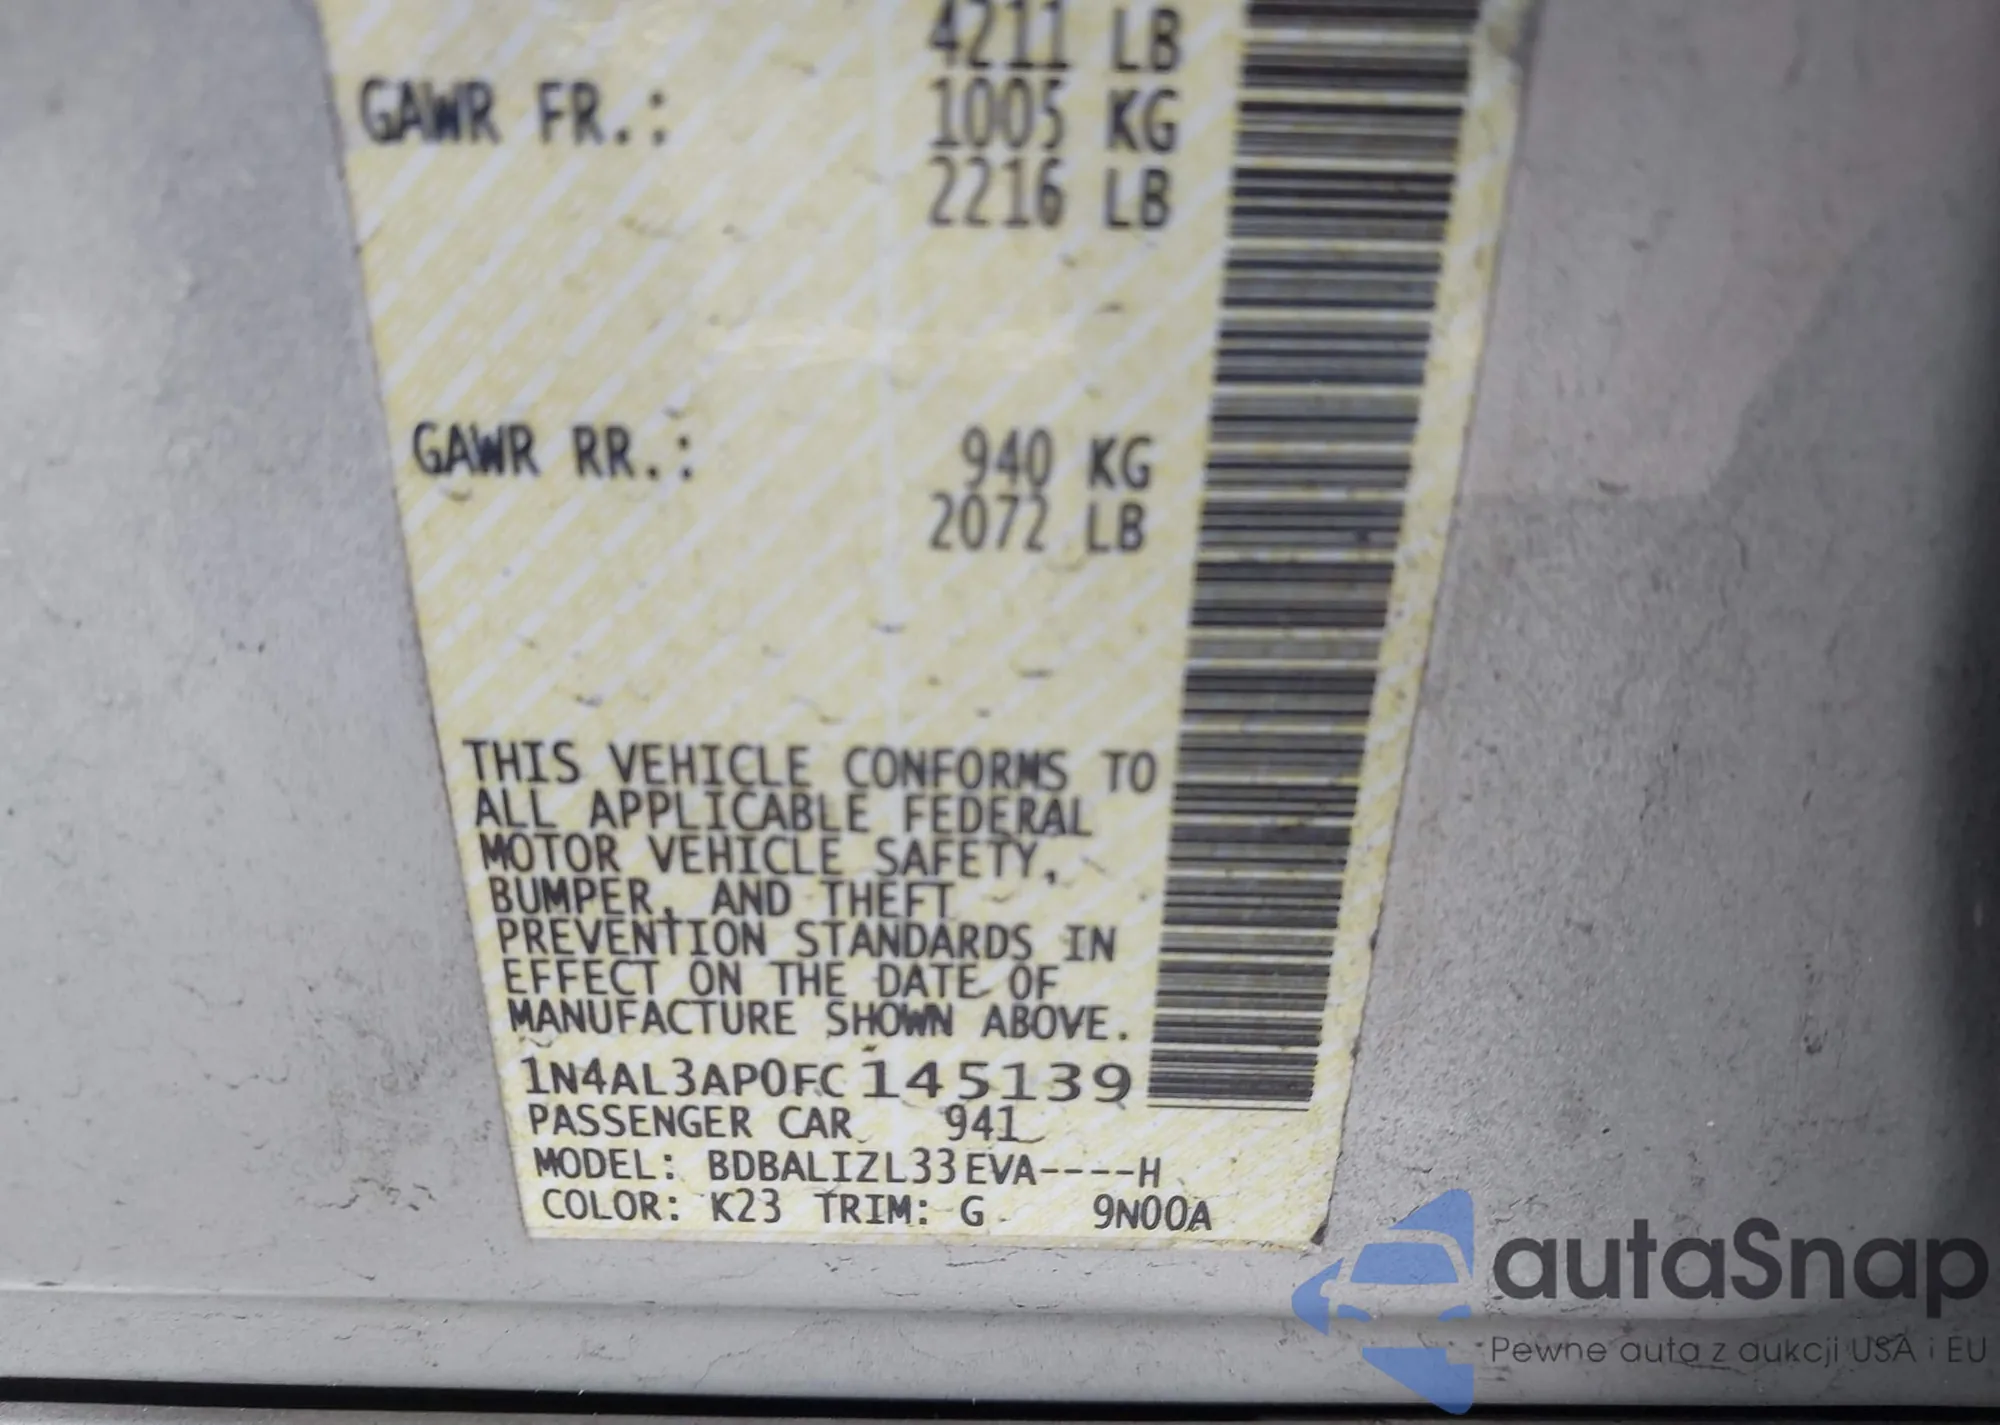 4211 LB
GAWR FR.: 1005 KG
2216 LB
GAWR RR.: 940 KG
2072 LB
THIS VEHICLE CONFORMS TO
ALL APPLICABLE FEDERAL
MOTOR VEHICLE SAFETY,
BUMPER, AND THEFT
PREVENTION STANDARDS IN
EFFECT ON THE DATE OF
MANUFACTURE SHOWN ABOVE.
1N4AL3AP0FC145139
PASSENGER CAR 941
MODEL: BDBALIZL33EVA----H
COLOR: K23 TRIM: G 9N00A
autaSnap
Pewne auta z aukcji USA i EU